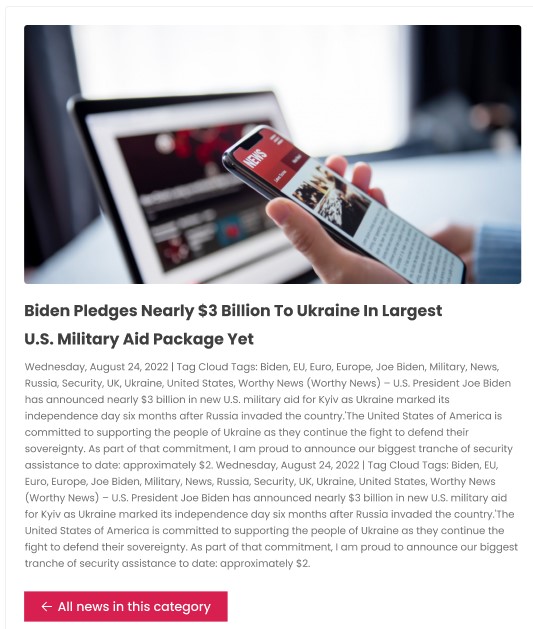 NEWS
Biden Pledges Nearly $3 Billion To Ukraine In Largest
U.S. Military Aid Package Yet
Wednesday, August 24, 2022 | Tag Cloud Tags: Biden, EU, Euro, Europe, Joe Biden, Military, News,
Russia, Security, UK, Ukraine, United States, Worthy News (Worthy News) – U.S. President Joe Biden
has announced nearly $3 billion in new U.S. military aid for Kyiv as Ukraine marked its
independence day six months after Russia invaded the country.'The United States of America is
committed to supporting the people of Ukraine as they continue the fight to defend their
sovereignty. As part of that commitment, I am proud to announce our biggest tranche of security
assistance to date: approximately $2. Wednesday, August 24, 2022 | Tag Cloud Tags: Biden, EU,
Euro, Europe, Joe Biden, Military, News, Russia, Security, UK, Ukraine, United States, Worthy News
(Worthy News) – U.S. President Joe Biden has announced nearly $3 billion in new U.S. military aid
for Kyiv as Ukraine marked its independence day six months after Russia invaded the country.'The
United States of America is committed to supporting the people of Ukraine as they continue the
fight to defend their sovereignty. As part of that commitment, I am proud to announce our biggest
tranche of security assistance to date: approximately $2.
← All news in this category